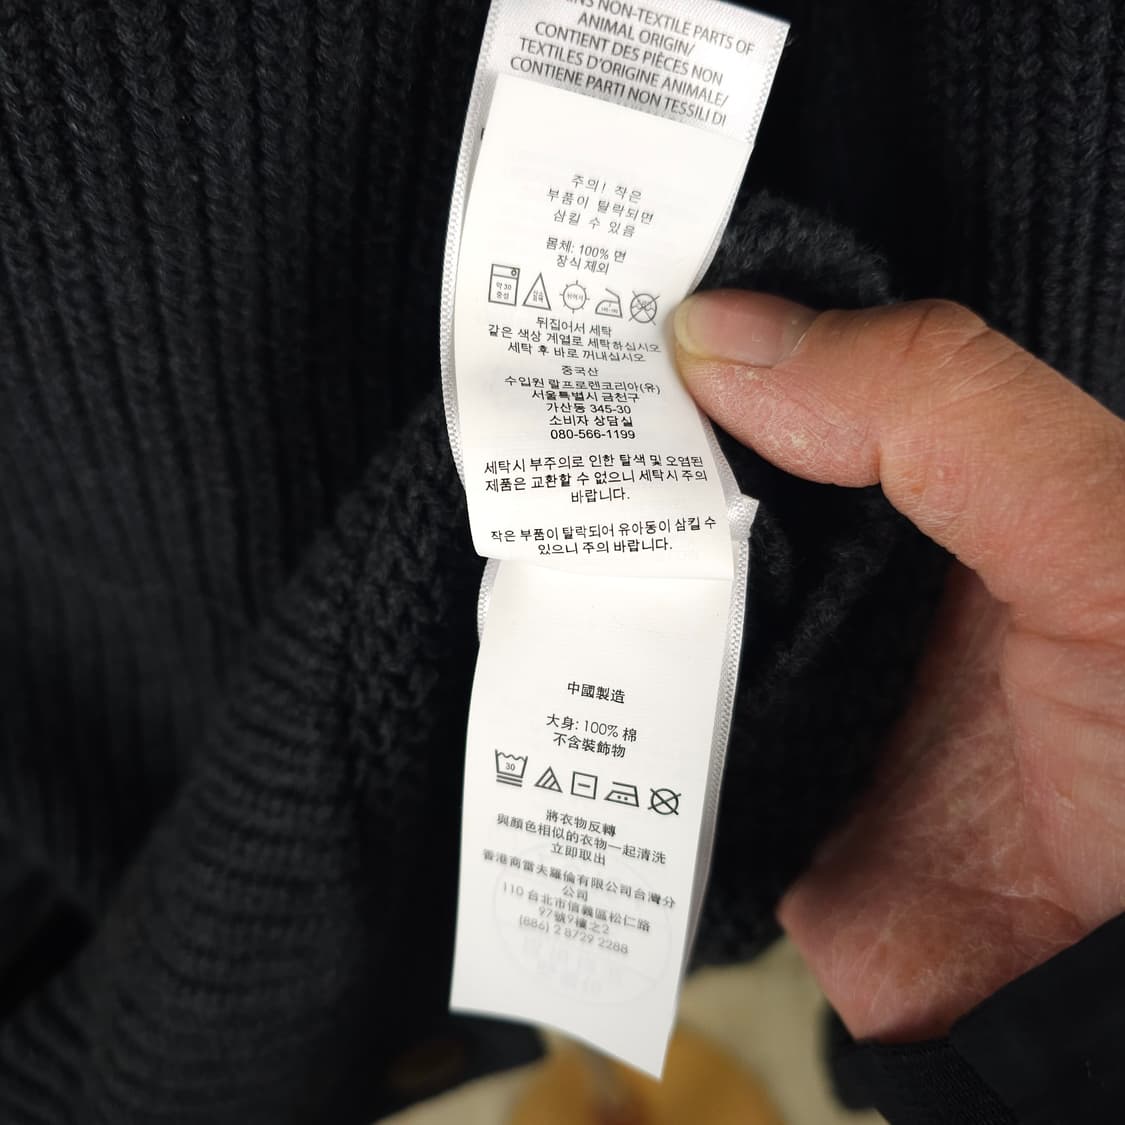 NS NON-TEXTILE PARTS OF
ANIMAL ORIGIN/
CONTIENT DES PIÈCES NON
TEXTILES D'ORIGINE ANIMALE/
CONTIENE PARTI NON TESSILI DI
주의! 작은
부품이 탈락되면
삼킬 수 있음
몸체: 100% 면
장식 제외
약 30
중성
뒤집어서 세탁
같은 색상 계열로 세탁하십시오
세탁 후 바로 꺼내십시오
중국산
수입원 랄프로렌코리아(유)
서울특별시 금천구
가산동 345-30
소비자 상담실
080-566-1199
세탁시 부주의로 인한 탈색 및 오염된
제품은 교환할 수 없으니 세탁시 주의
바랍니다.
작은 부품이 탈락되어 유아동이 삼킬 수
있으니 주의 바랍니다.
中國製造
大身: 100% 棉
不含裝飾物
30
將衣物反轉
與顏色相似的衣物一起清洗
立即取出
香港商當夫羅倫有限公司台灣分
公司
110 台北市信義區松仁路
97號9樓之2
(886) 2 8729 2288